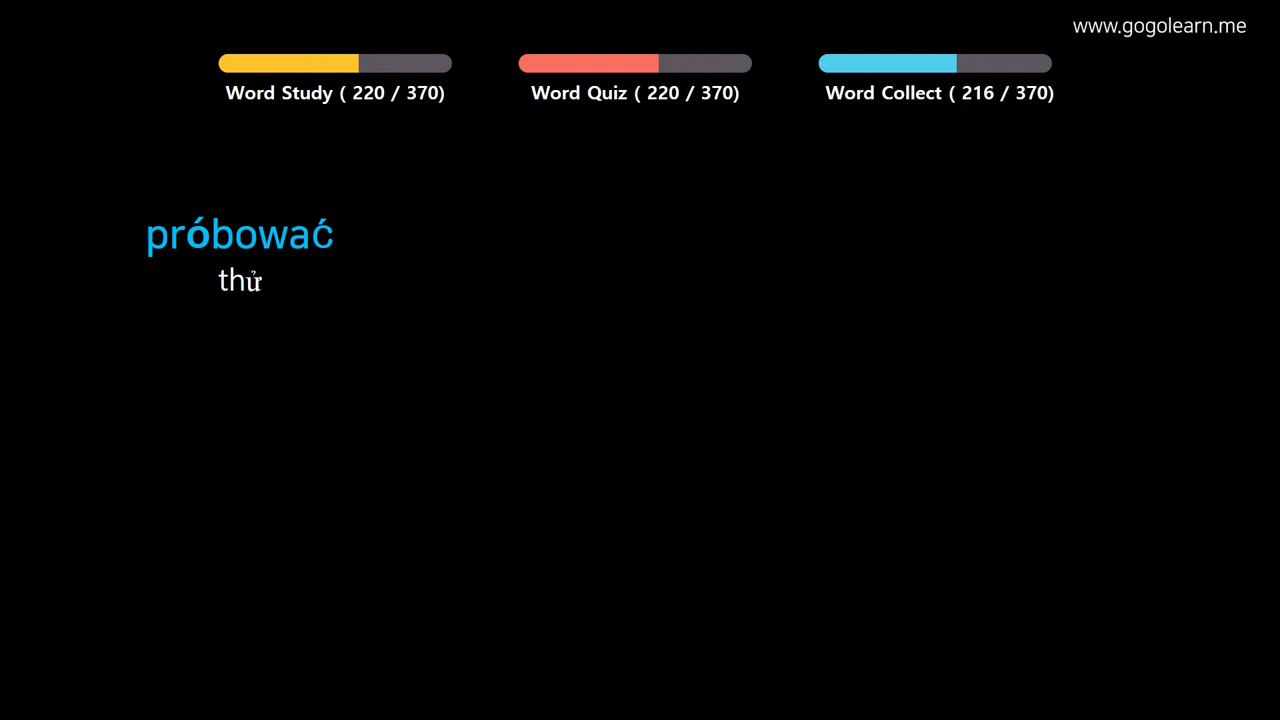 www.gogolearn.me
Word Study ( 220 / 370)
Word Quiz ( 220 / 370)
Word Collect ( 216 / 370)
próbować
thử